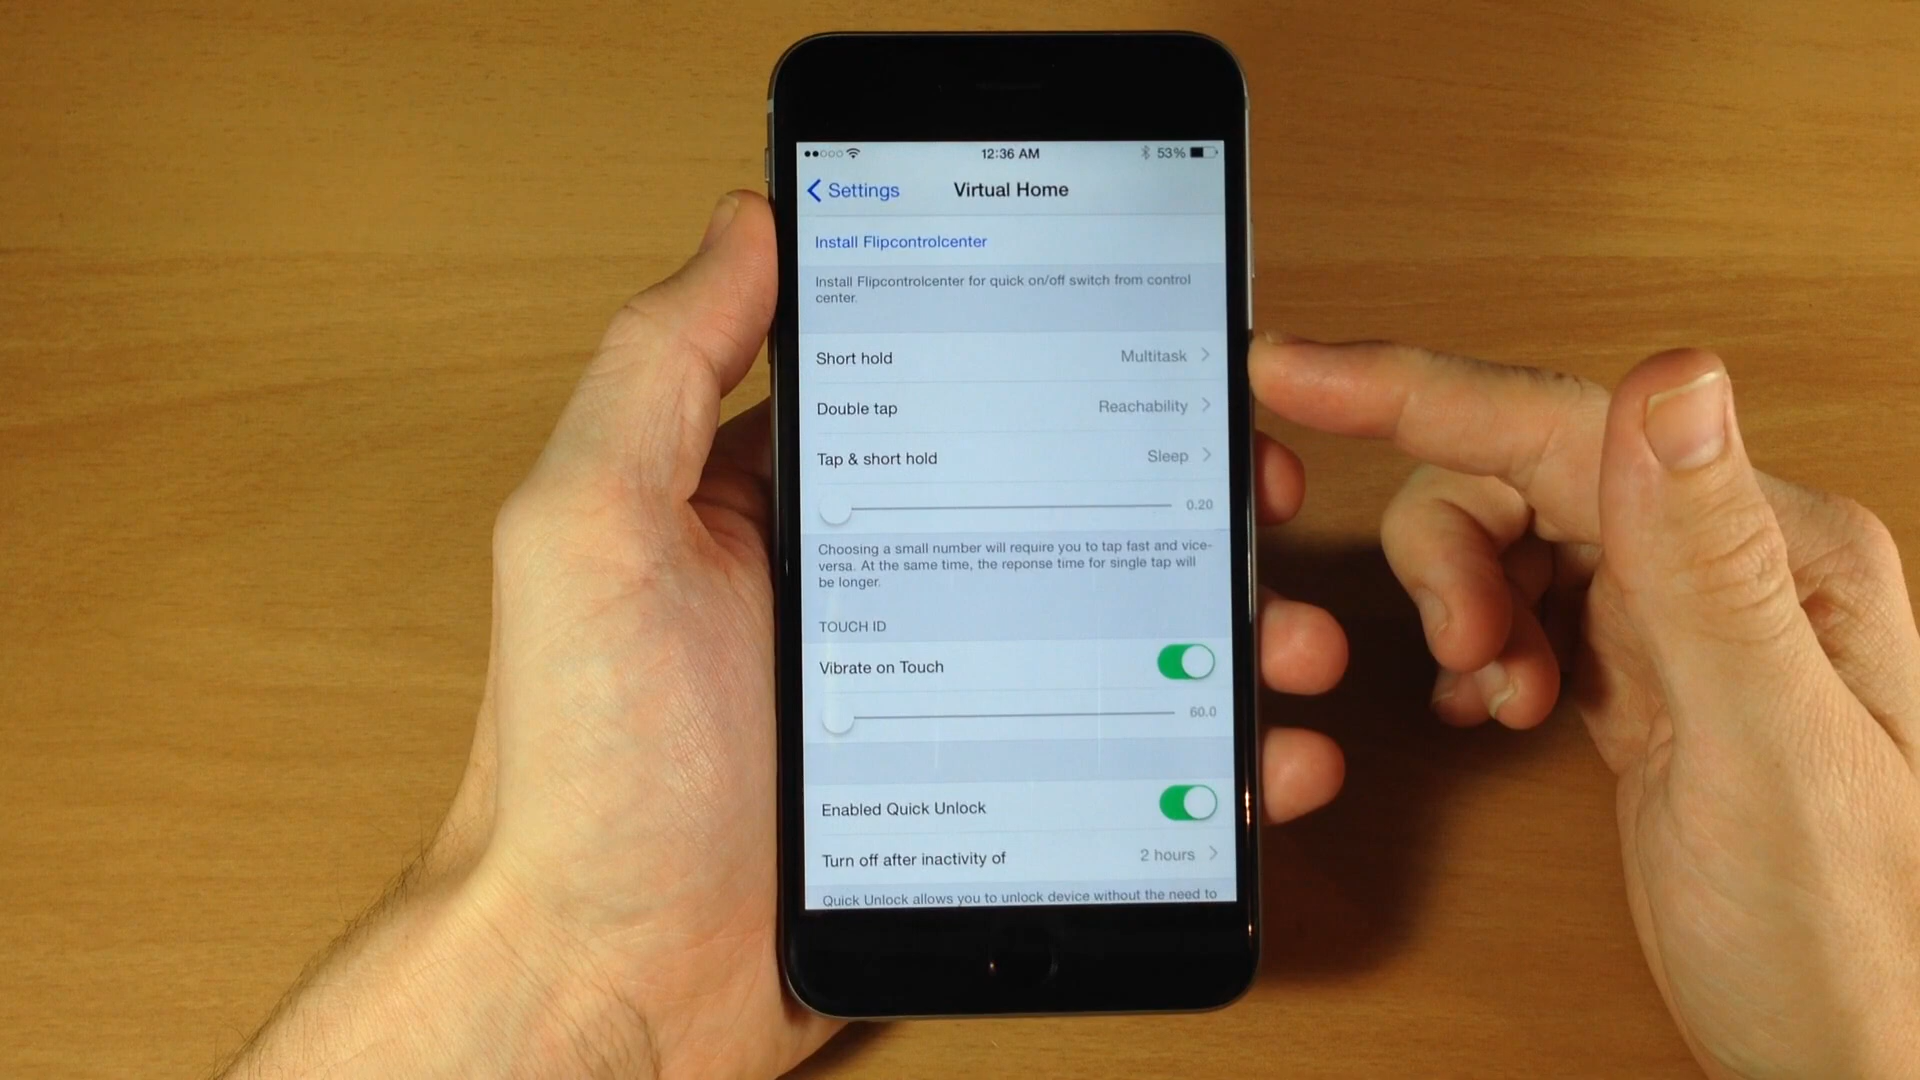 12:36 AM 53%
Settings Virtual Home
Install Flipcontrolcenter
Install Flipcontrolcenter for quick on/off switch from control
center.
Short hold Multitask
Double tap Reachability
Tap & short hold Sleep
0.20
Choosing a small number will require you to tap fast and vice-
versa. At the same time, the reponse time for single tap will
be longer.
TOUCH ID
Vibrate on Touch
60.0
Enabled Quick Unlock
Turn off after inactivity of 2 hours
Quick Unlock allows you to unlock device without the need to